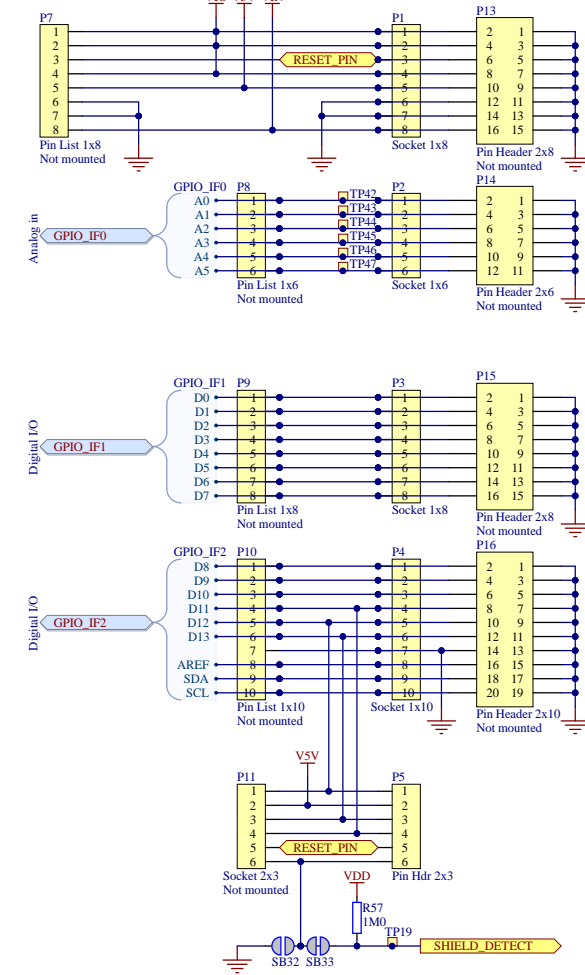 P7
P1
P13
1
2
3
4
5
6
7
8
RESET_PIN
1
2
3
4
5
6
7
8
2 1
4 3
6 5
8 7
10 9
12 11
14 13
16 15
Pin List 1x8
Not mounted
Socket 1x8
Pin Header 2x8
Not mounted
Analog in
GPIO_IF0
GPIO_IF0
A0
A1
A2
A3
A4
A5
P8
1
2
3
4
5
6
Pin List 1x6
Not mounted
TP42
TP43
TP44
TP45
TP46
TP47
P2
1
2
3
4
5
6
Socket 1x6
P14
2 1
4 3
6 5
8 7
10 9
12 11
Pin Header 2x6
Not mounted
Digital I/O
GPIO_IF1
GPIO_IF1
D0
D1
D2
D3
D4
D5
D6
D7
P9
1
2
3
4
5
6
7
8
Pin List 1x8
Not mounted
P3
1
2
3
4
5
6
7
8
Socket 1x8
P15
2 1
4 3
6 5
8 7
10 9
12 11
14 13
16 15
Pin Header 2x8
Not mounted
Digital I/O
GPIO_IF2
GPIO_IF2
D8
D9
D10
D11
D12
D13
AREF
SDA
SCL
P10
1
2
3
4
5
6
7
8
9
10
Pin List 1x10
Not mounted
P4
1
2
3
4
5
6
7
8
9
10
Socket 1x10
P16
2 1
4 3
6 5
8 7
10 9
12 11
14 13
16 15
18 17
20 19
Pin Header 2x10
Not mounted
V5V
P11
1
2
3
4
5
6
Socket 2x3
Not mounted
RESET_PIN
P5
1
2
3
4
5
6
Pin Hdr 2x3
VDD
R57
1M0
TP19
SHIELD_DETECT
SB32
SB33